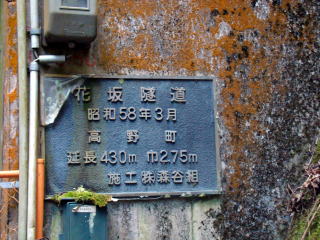 花坂隧道
昭和58年3月
高野町
延長430m 巾2.75m
施工 ㈱森谷組